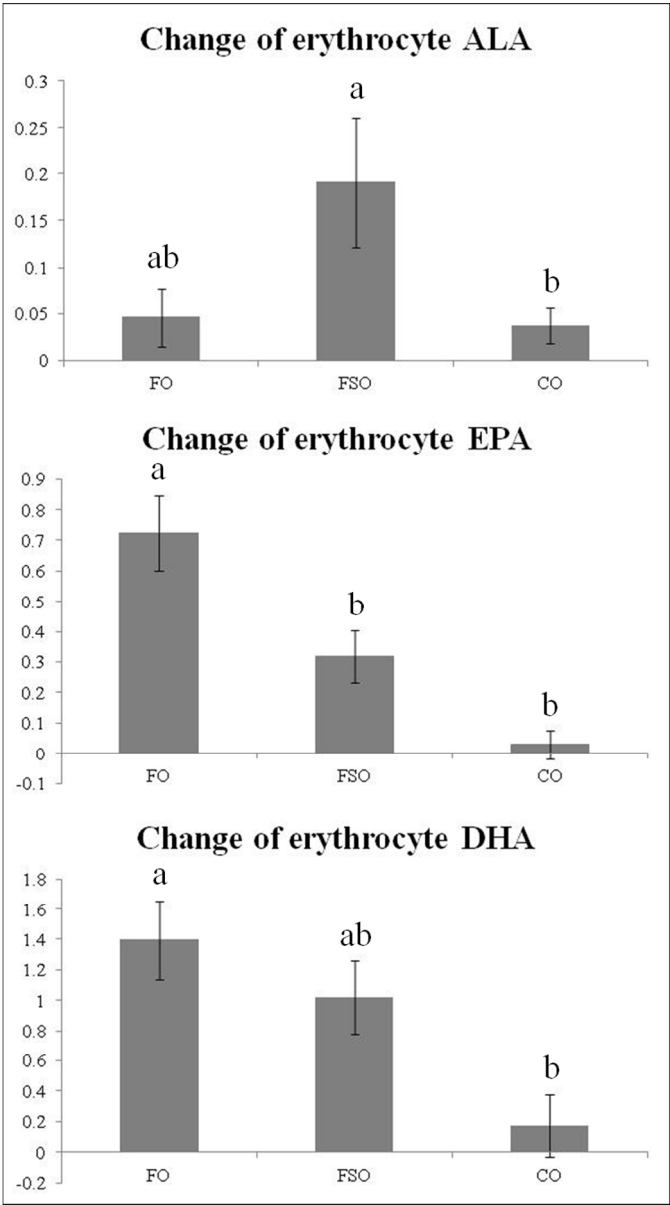 Change of erythrocyte ALA
0.3
0.25
0.2
0.15
0.1
0.05
0
ab
a
b
FO FSO CO
Change of erythrocyte EPA
0.9
0.8
0.7
0.6
0.5
0.4
0.3
0.2
0.1
0
-0.1
a
b
b
FO FSO CO
Change of erythrocyte DHA
1.8
1.6
1.4
1.2
1
0.8
0.6
0.4
0.2
0
-0.2
a
ab
b
FO FSO CO